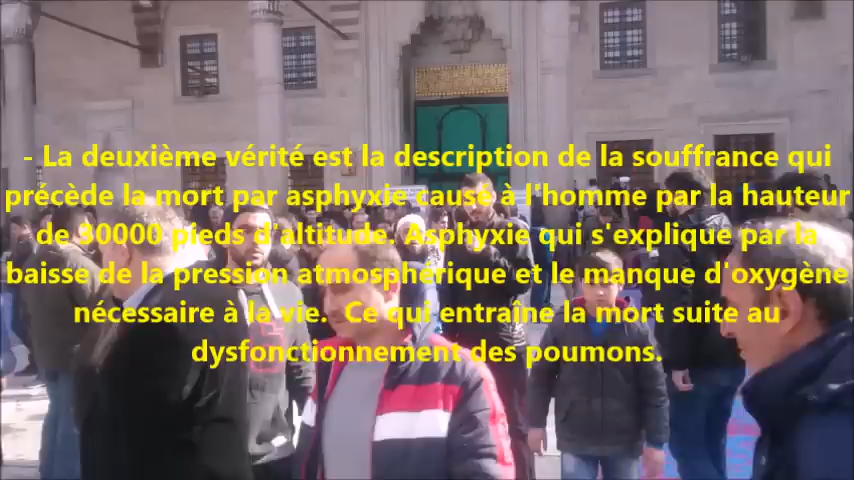 - La deuxième vérité est la description de la souffrance qui
précède la mort par asphyxie causé à l'homme par la hauteur
de 30000 pieds d'altitude. Asphyxie qui s'explique par la
baisse de la pression atmosphérique et le manque d'oxygène
nécessaire à la vie. Ce qui entraîne la mort suite au
dysfonctionnement des poumons.